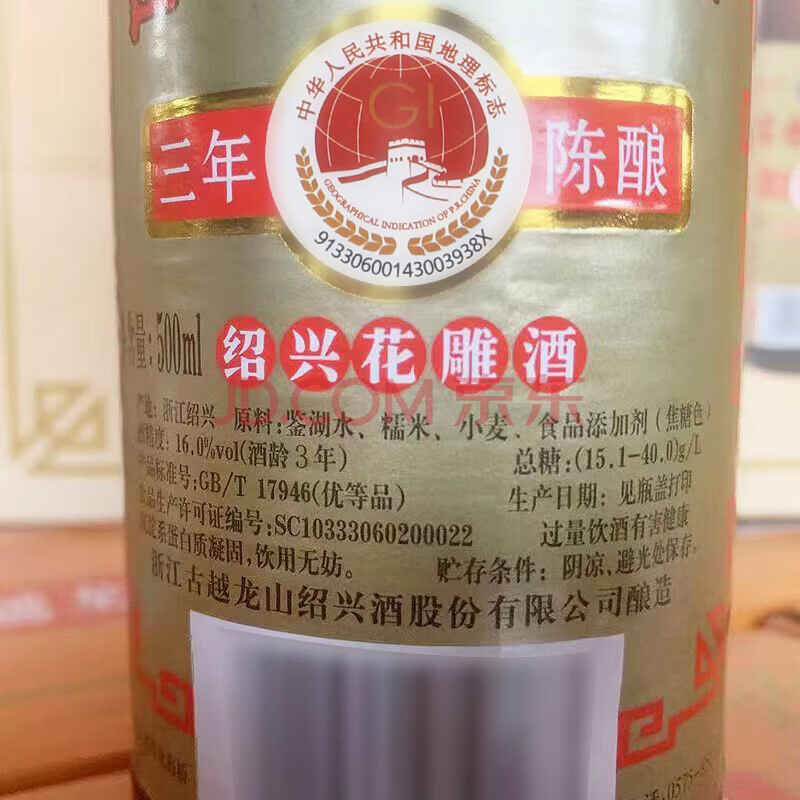 中华人民共和国地理标志
GI
三年 陈酿
GEOGRAPHICAL INDICATION OF P.R.CHINA
91330600143003938X
量: 500ml 绍兴花雕酒
JD.COM 京东
产地: 浙江绍兴 原料:鉴湖水、糯米、小麦、食品添加剂(焦糖色)
酒精度: 16.0%vol(酒龄3年) 总糖:(15.1-40.0)g/L
产品标准号:GB/T 17946(优等品) 生产日期: 见瓶盖打印
食品生产许可证编号:SC10333060200022 过量饮酒有害健康
沉淀系蛋白质凝固,饮用无妨。 贮存条件: 阴凉、避光处保存。
浙江古越龙山绍兴酒股份有限公司酿造